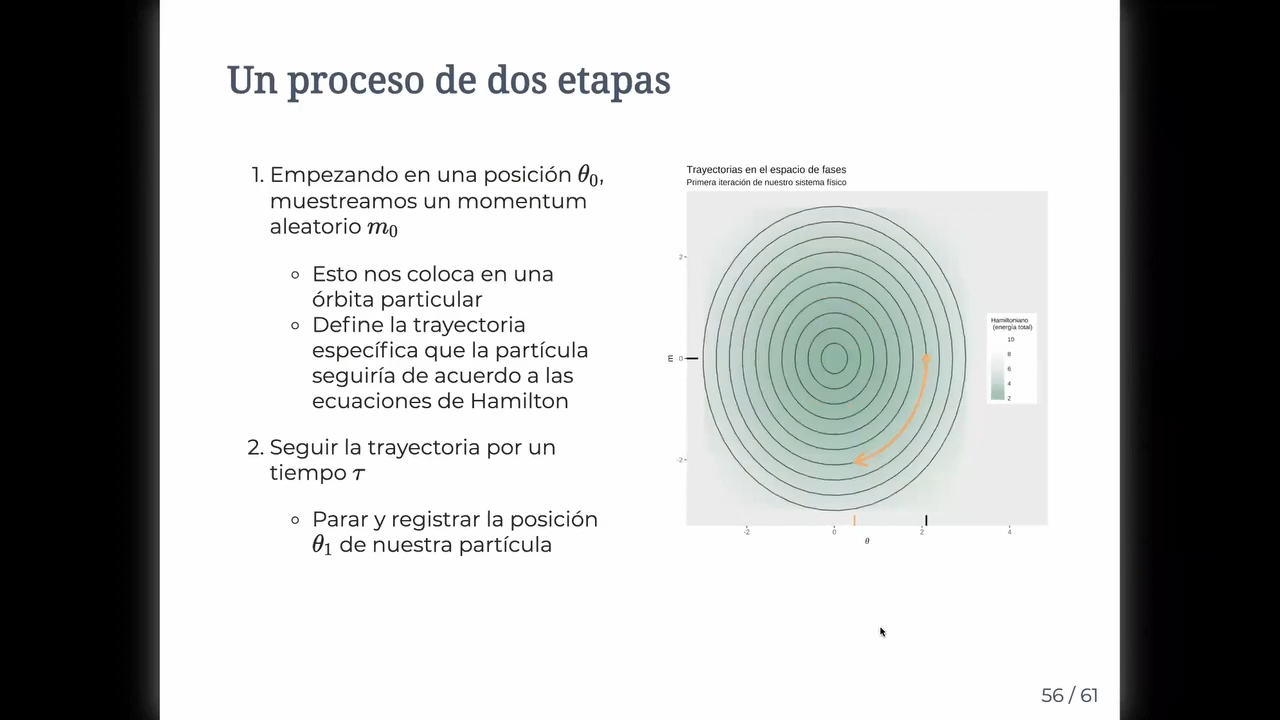 Un proceso de dos etapas
1. Empezando en una posición θ₀,
muestreamos un momentum
aleatorio m₀
◦ Esto nos coloca en una
órbita particular
◦ Define la trayectoria
específica que la partícula
seguiría de acuerdo a las
ecuaciones de Hamilton
2. Seguir la trayectoria por un
tiempo τ
◦ Parar y registrar la posición
θ₁ de nuestra partícula
Trayectorias en el espacio de fases
Primera iteración de nuestro sistema físico
2
m 0
-2
-2 0 2 4
θ
Hamiltoniano
(energía total)
10
8
6
4
2
56 / 61